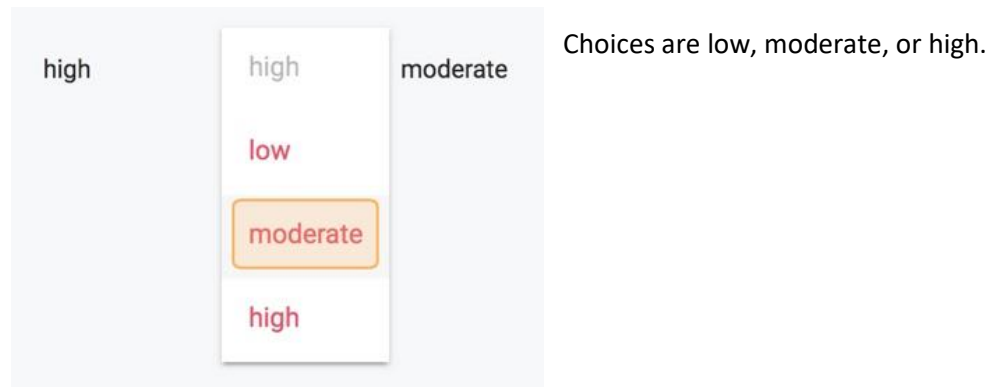 high high moderate Choices are low, moderate, or high.
low
moderate
high